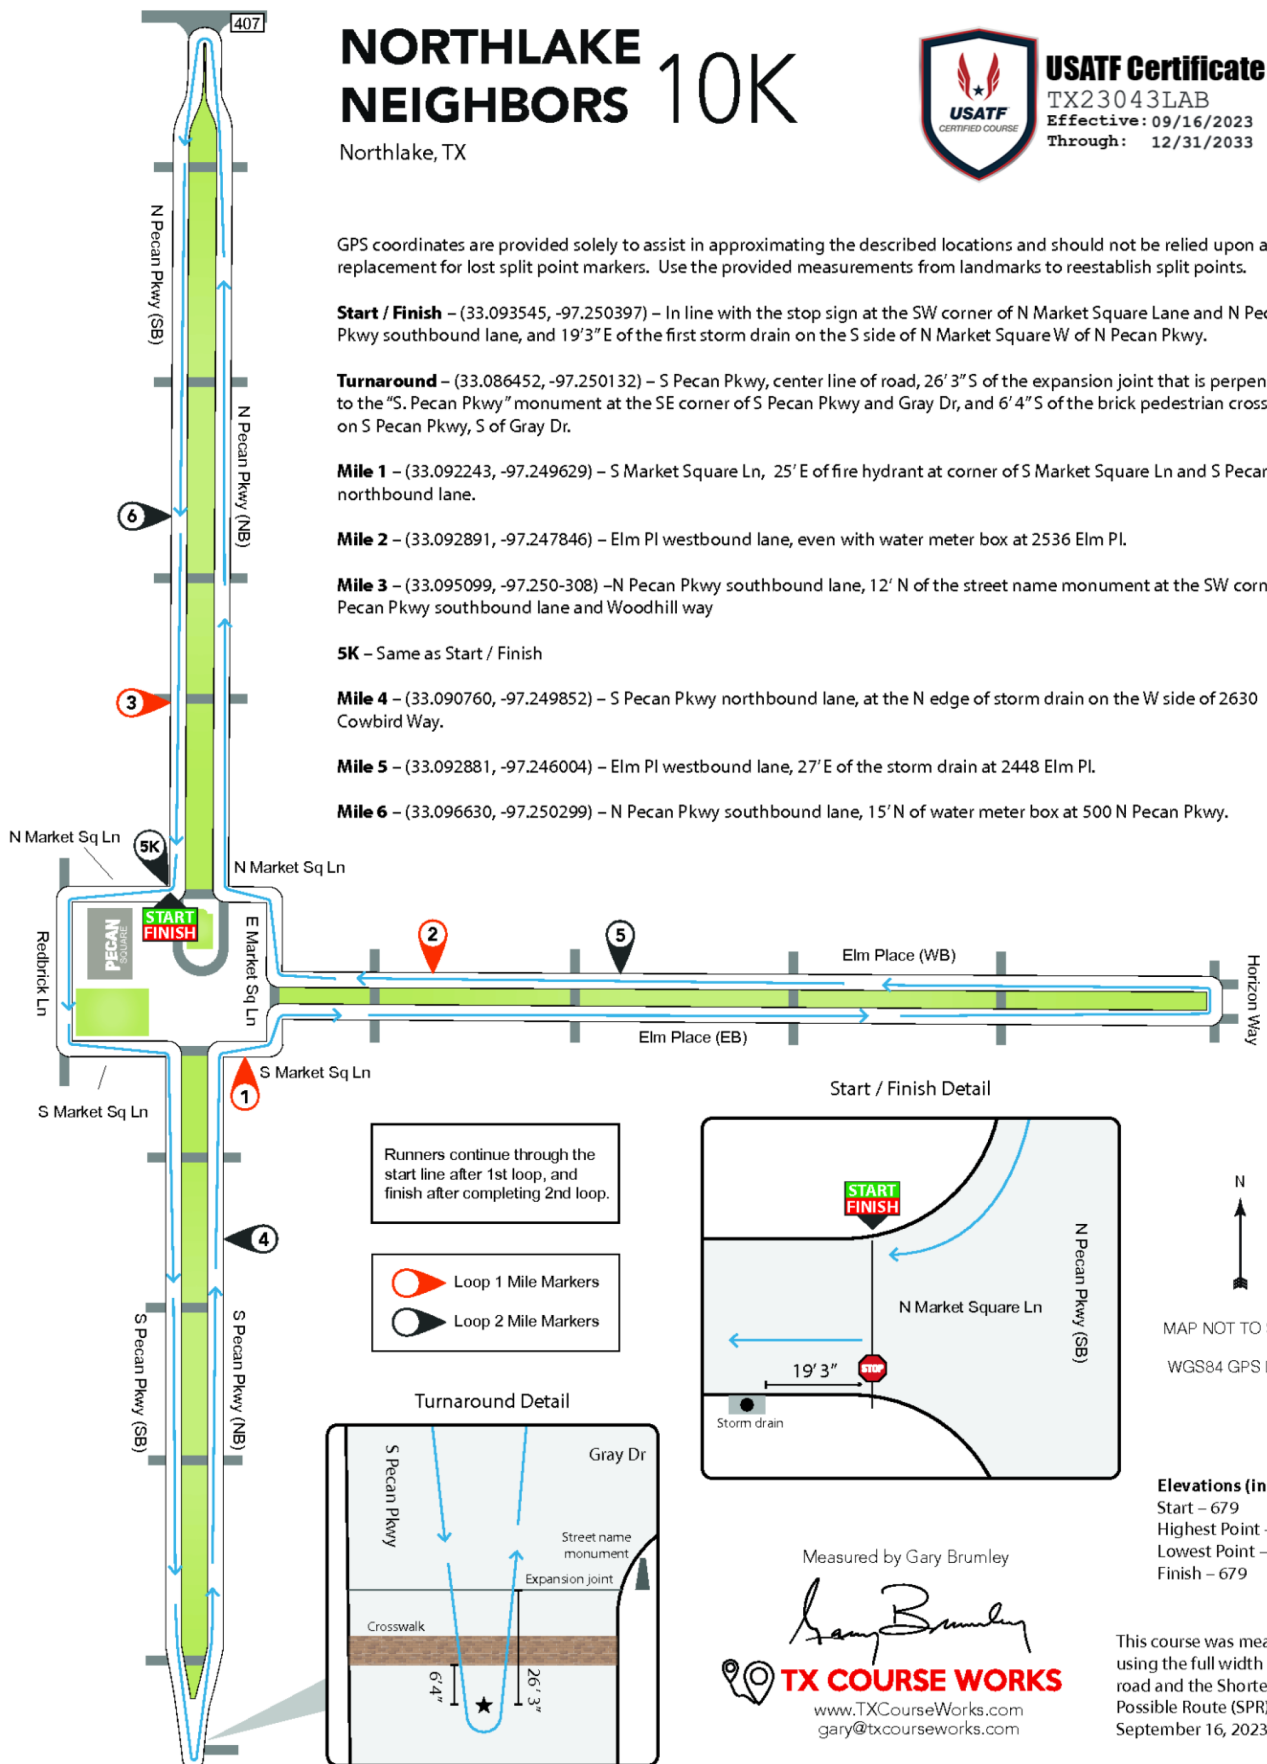 407
NORTHLAKE
NEIGHBORS 10K
Northlake, TX
USATF
CERTIFIED COURSE
USATF Certificate
TX23043LAB
Effective: 09/16/2023
Through: 12/31/2033
GPS coordinates are provided solely to assist in approximating the described locations and should not be relied upon a
replacement for lost split point markers. Use the provided measurements from landmarks to reestablish split points.
Start / Finish – (33.093545, -97.250397) – In line with the stop sign at the SW corner of N Market Square Lane and N Pec
Pkwy southbound lane, and 19'3" E of the first storm drain on the S side of N Market Square W of N Pecan Pkwy.
Turnaround – (33.086452, -97.250132) – S Pecan Pkwy, center line of road, 26' 3" S of the expansion joint that is perpen
to the "S. Pecan Pkwy" monument at the SE corner of S Pecan Pkwy and Gray Dr, and 6' 4" S of the brick pedestrian cross
on S Pecan Pkwy, S of Gray Dr.
Mile 1 – (33.092243, -97.249629) – S Market Square Ln, 25' E of fire hydrant at corner of S Market Square Ln and S Pecan
northbound lane.
Mile 2 – (33.092891, -97.247846) – Elm Pl westbound lane, even with water meter box at 2536 Elm Pl.
Mile 3 – (33.095099, -97.250-308) –N Pecan Pkwy southbound lane, 12' N of the street name monument at the SW corn
Pecan Pkwy southbound lane and Woodhill way
5K – Same as Start / Finish
Mile 4 – (33.090760, -97.249852) – S Pecan Pkwy northbound lane, at the N edge of storm drain on the W side of 2630
Cowbird Way.
Mile 5 – (33.092881, -97.246004) – Elm Pl westbound lane, 27' E of the storm drain at 2448 Elm Pl.
Mile 6 – (33.096630, -97.250299) – N Pecan Pkwy southbound lane, 15' N of water meter box at 500 N Pecan Pkwy.
N Pecan Pkwy (SB)
N Pecan Pkwy (NB)
6
3
N Market Sq Ln
5K
N Market Sq Ln
START
FINISH
PECAN
SQUARE
Redbrick Ln
E Market Sq Ln
2
5
Elm Place (WB)
Horizon Way
Elm Place (EB)
S Market Sq Ln
1
S Market Sq Ln
4
S Pecan Pkwy (SB)
S Pecan Pkwy (NB)
Runners continue through the
start line after 1st loop, and
finish after completing 2nd loop.
Loop 1 Mile Markers
Loop 2 Mile Markers
Start / Finish Detail
START
FINISH
N Market Square Ln
N Pecan Pkwy (SB)
STOP
19' 3"
Storm drain
N
MAP NOT TO
WGS84 GPS
Turnaround Detail
S Pecan Pkwy
Gray Dr
Street name
monument
Expansion joint
Crosswalk
6' 4"
26' 3"
Elevations (in
Start – 679
Highest Point –
Lowest Point –
Finish – 679
Measured by Gary Brumley
Gary Brumley
TX COURSE WORKS
www.TXCourseWorks.com
gary@txcourseworks.com
This course was mea
using the full width
road and the Shorte
Possible Route (SPR)
September 16, 2023